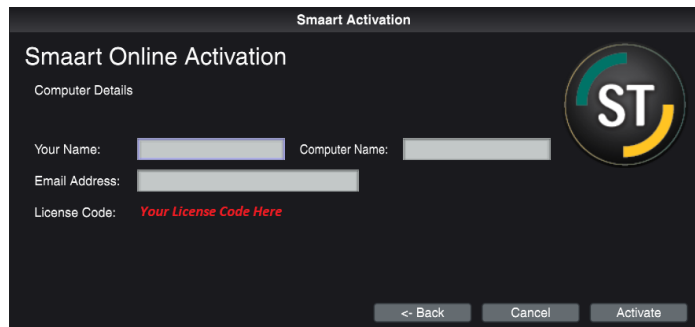 Smaart Activation
Smaart Online Activation
ST
Computer Details
Your Name: Computer Name:
Email Address:
License Code: Your License Code Here
<- Back Cancel Activate